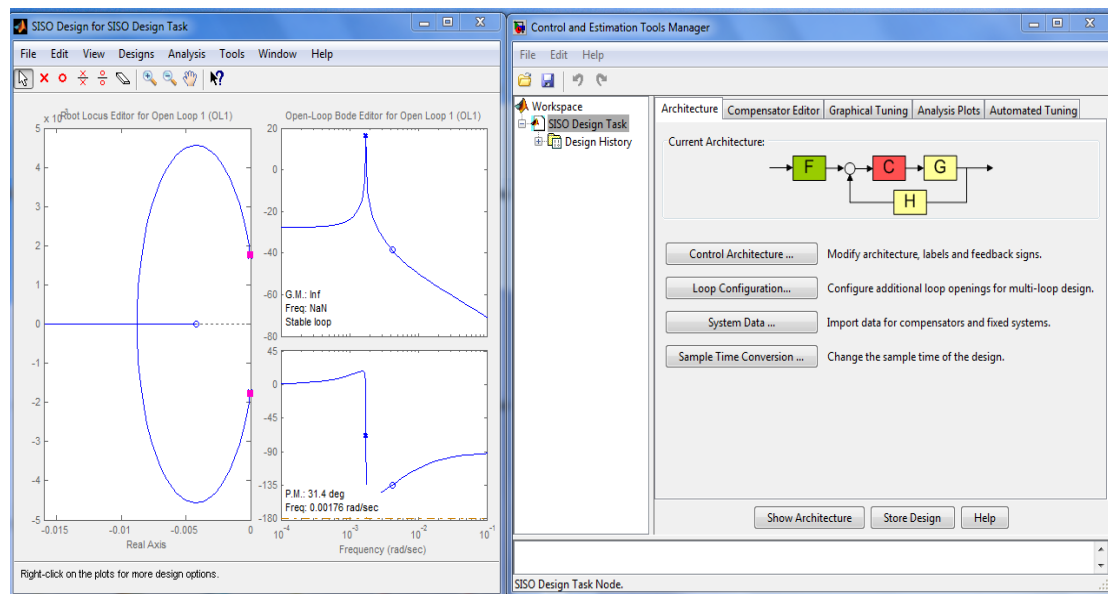 SISO Design for SISO Design Task
File Edit View Designs Analysis Tools Window Help
x 10
Root Locus Editor for Open Loop 1 (OL1)
5
4
3
2
1
0
-1
-2
-3
-4
-5
-0.015 -0.01 -0.005 0
Real Axis
Open-Loop Bode Editor for Open Loop 1 (OL1)
20
0
-20
-40
-60
-80
G.M.: Inf
Freq: NaN
Stable loop
45
0
-45
-90
-135
-180
P.M.: 31.4 deg
Freq: 0.00176 rad/sec
10-4 10-3 10-2 10-1
Frequency (rad/sec)
Right-click on the plots for more design options.
Control and Estimation Tools Manager
File Edit Help
Workspace
SISO Design Task
Design History
Architecture Compensator Editor Graphical Tuning Analysis Plots Automated Tuning
Current Architecture:
F C G
H
Control Architecture ... Modify architecture, labels and feedback signs.
Loop Configuration... Configure additional loop openings for multi-loop design.
System Data ... Import data for compensators and fixed systems.
Sample Time Conversion ... Change the sample time of the design.
Show Architecture Store Design Help
SISO Design Task Node.